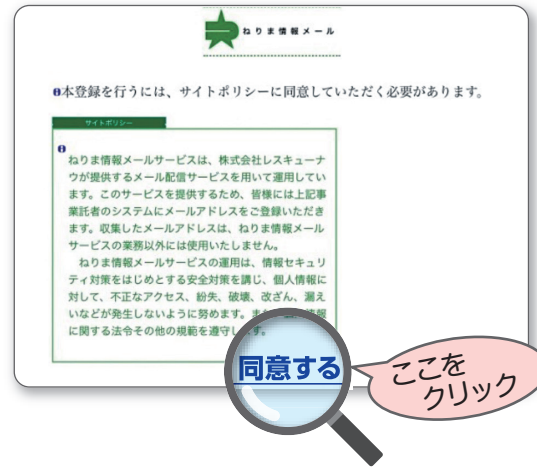 ねりま情報メール
本登録を行うには、サイトポリシーに同意していただく必要があります。
サイトポリシー
ねりま情報メールサービスは、株式会社レスキューナ
ウが提供するメール配信サービスを用いて運用してい
ます。このサービスを提供するため、皆様には上記事
業託者のシステムにメールアドレスをご登録いただき
ます。収集したメールアドレスは、ねりま情報メール
サービスの業務以外には使用いたしません。
ねりま情報メールサービスの運用は、情報セキュリ
ティ対策をはじめとする安全対策を講じ、個人情報に
対して、不正なアクセス、紛失、破壊、改ざん、漏え
いなどが発生しないように努めます。ま
に関する法令その他の規範を遵守し
同意する
ここを
クリック